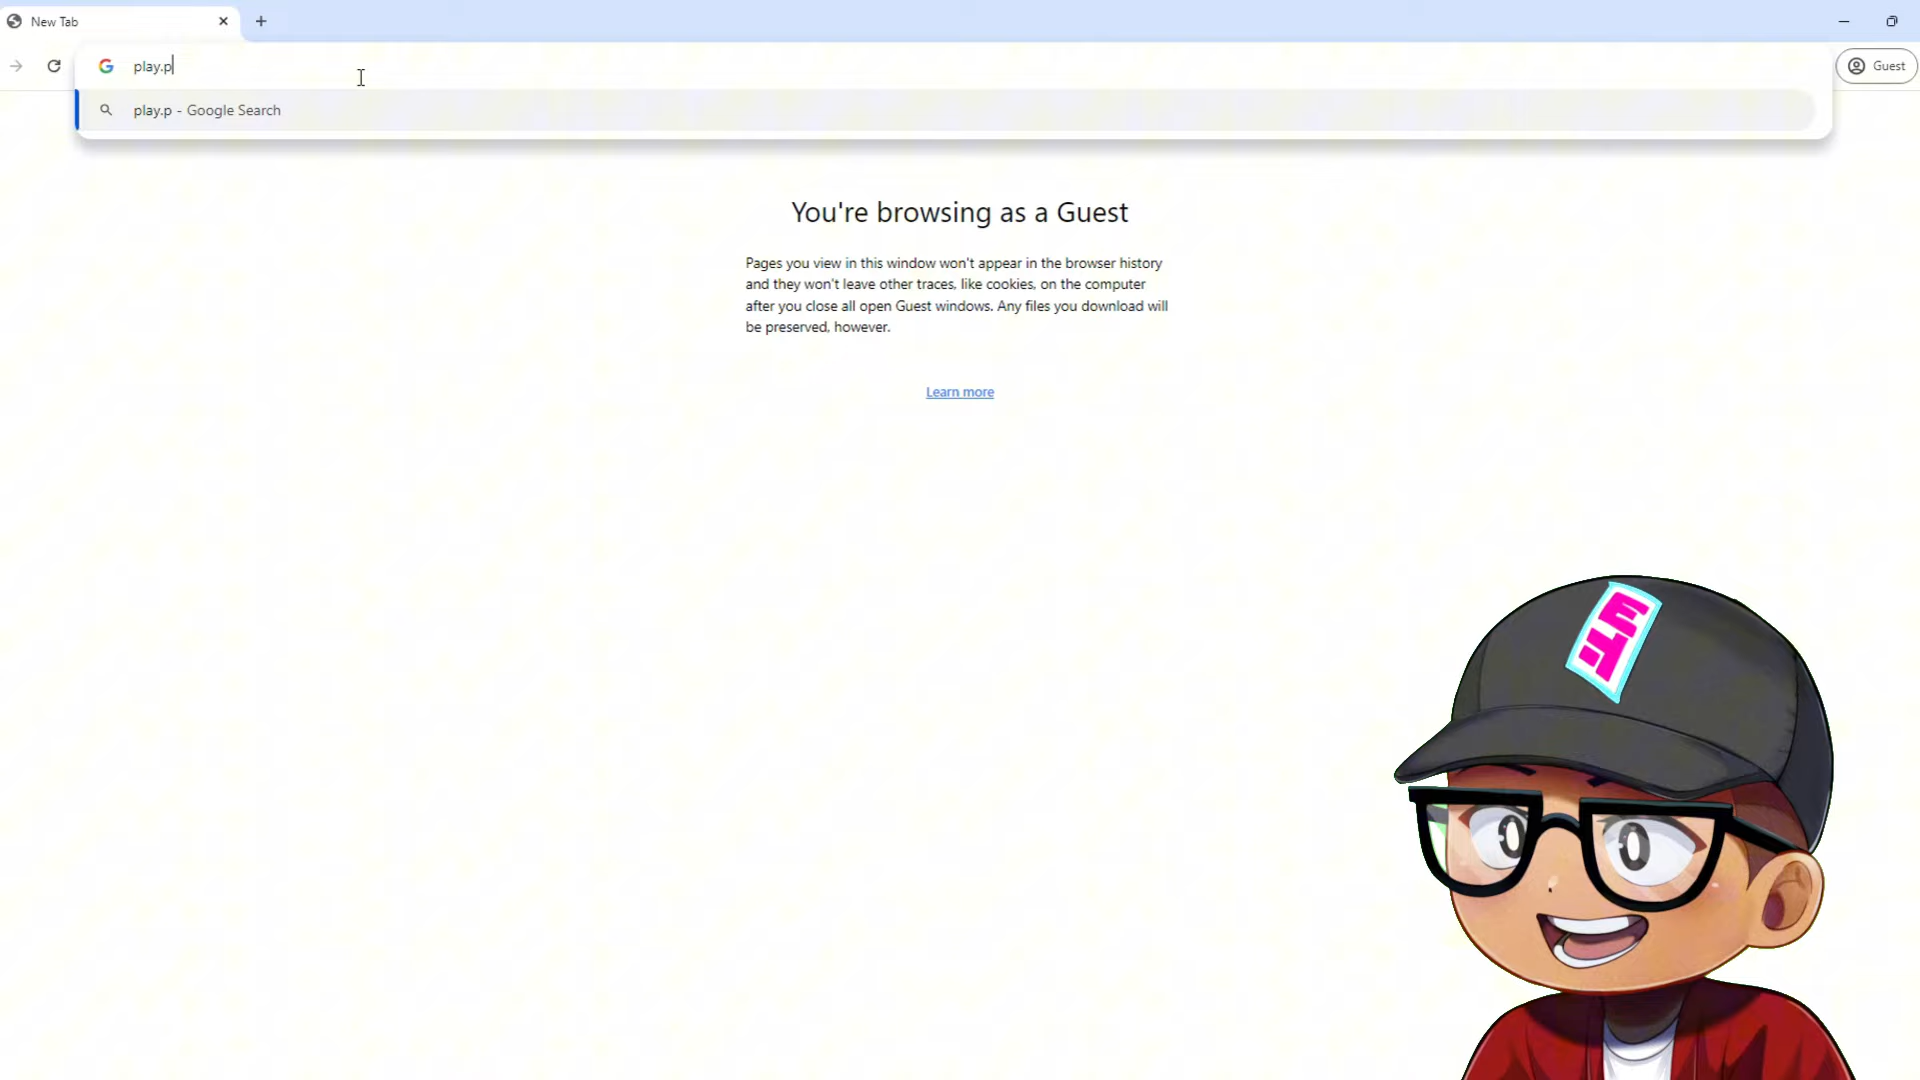 New Tab
play.p
Guest
play.p - Google Search
You're browsing as a Guest
Pages you view in this window won't appear in the browser history
and they won't leave other traces, like cookies, on the computer
after you close all open Guest windows. Any files you download will
be preserved, however.
Learn more